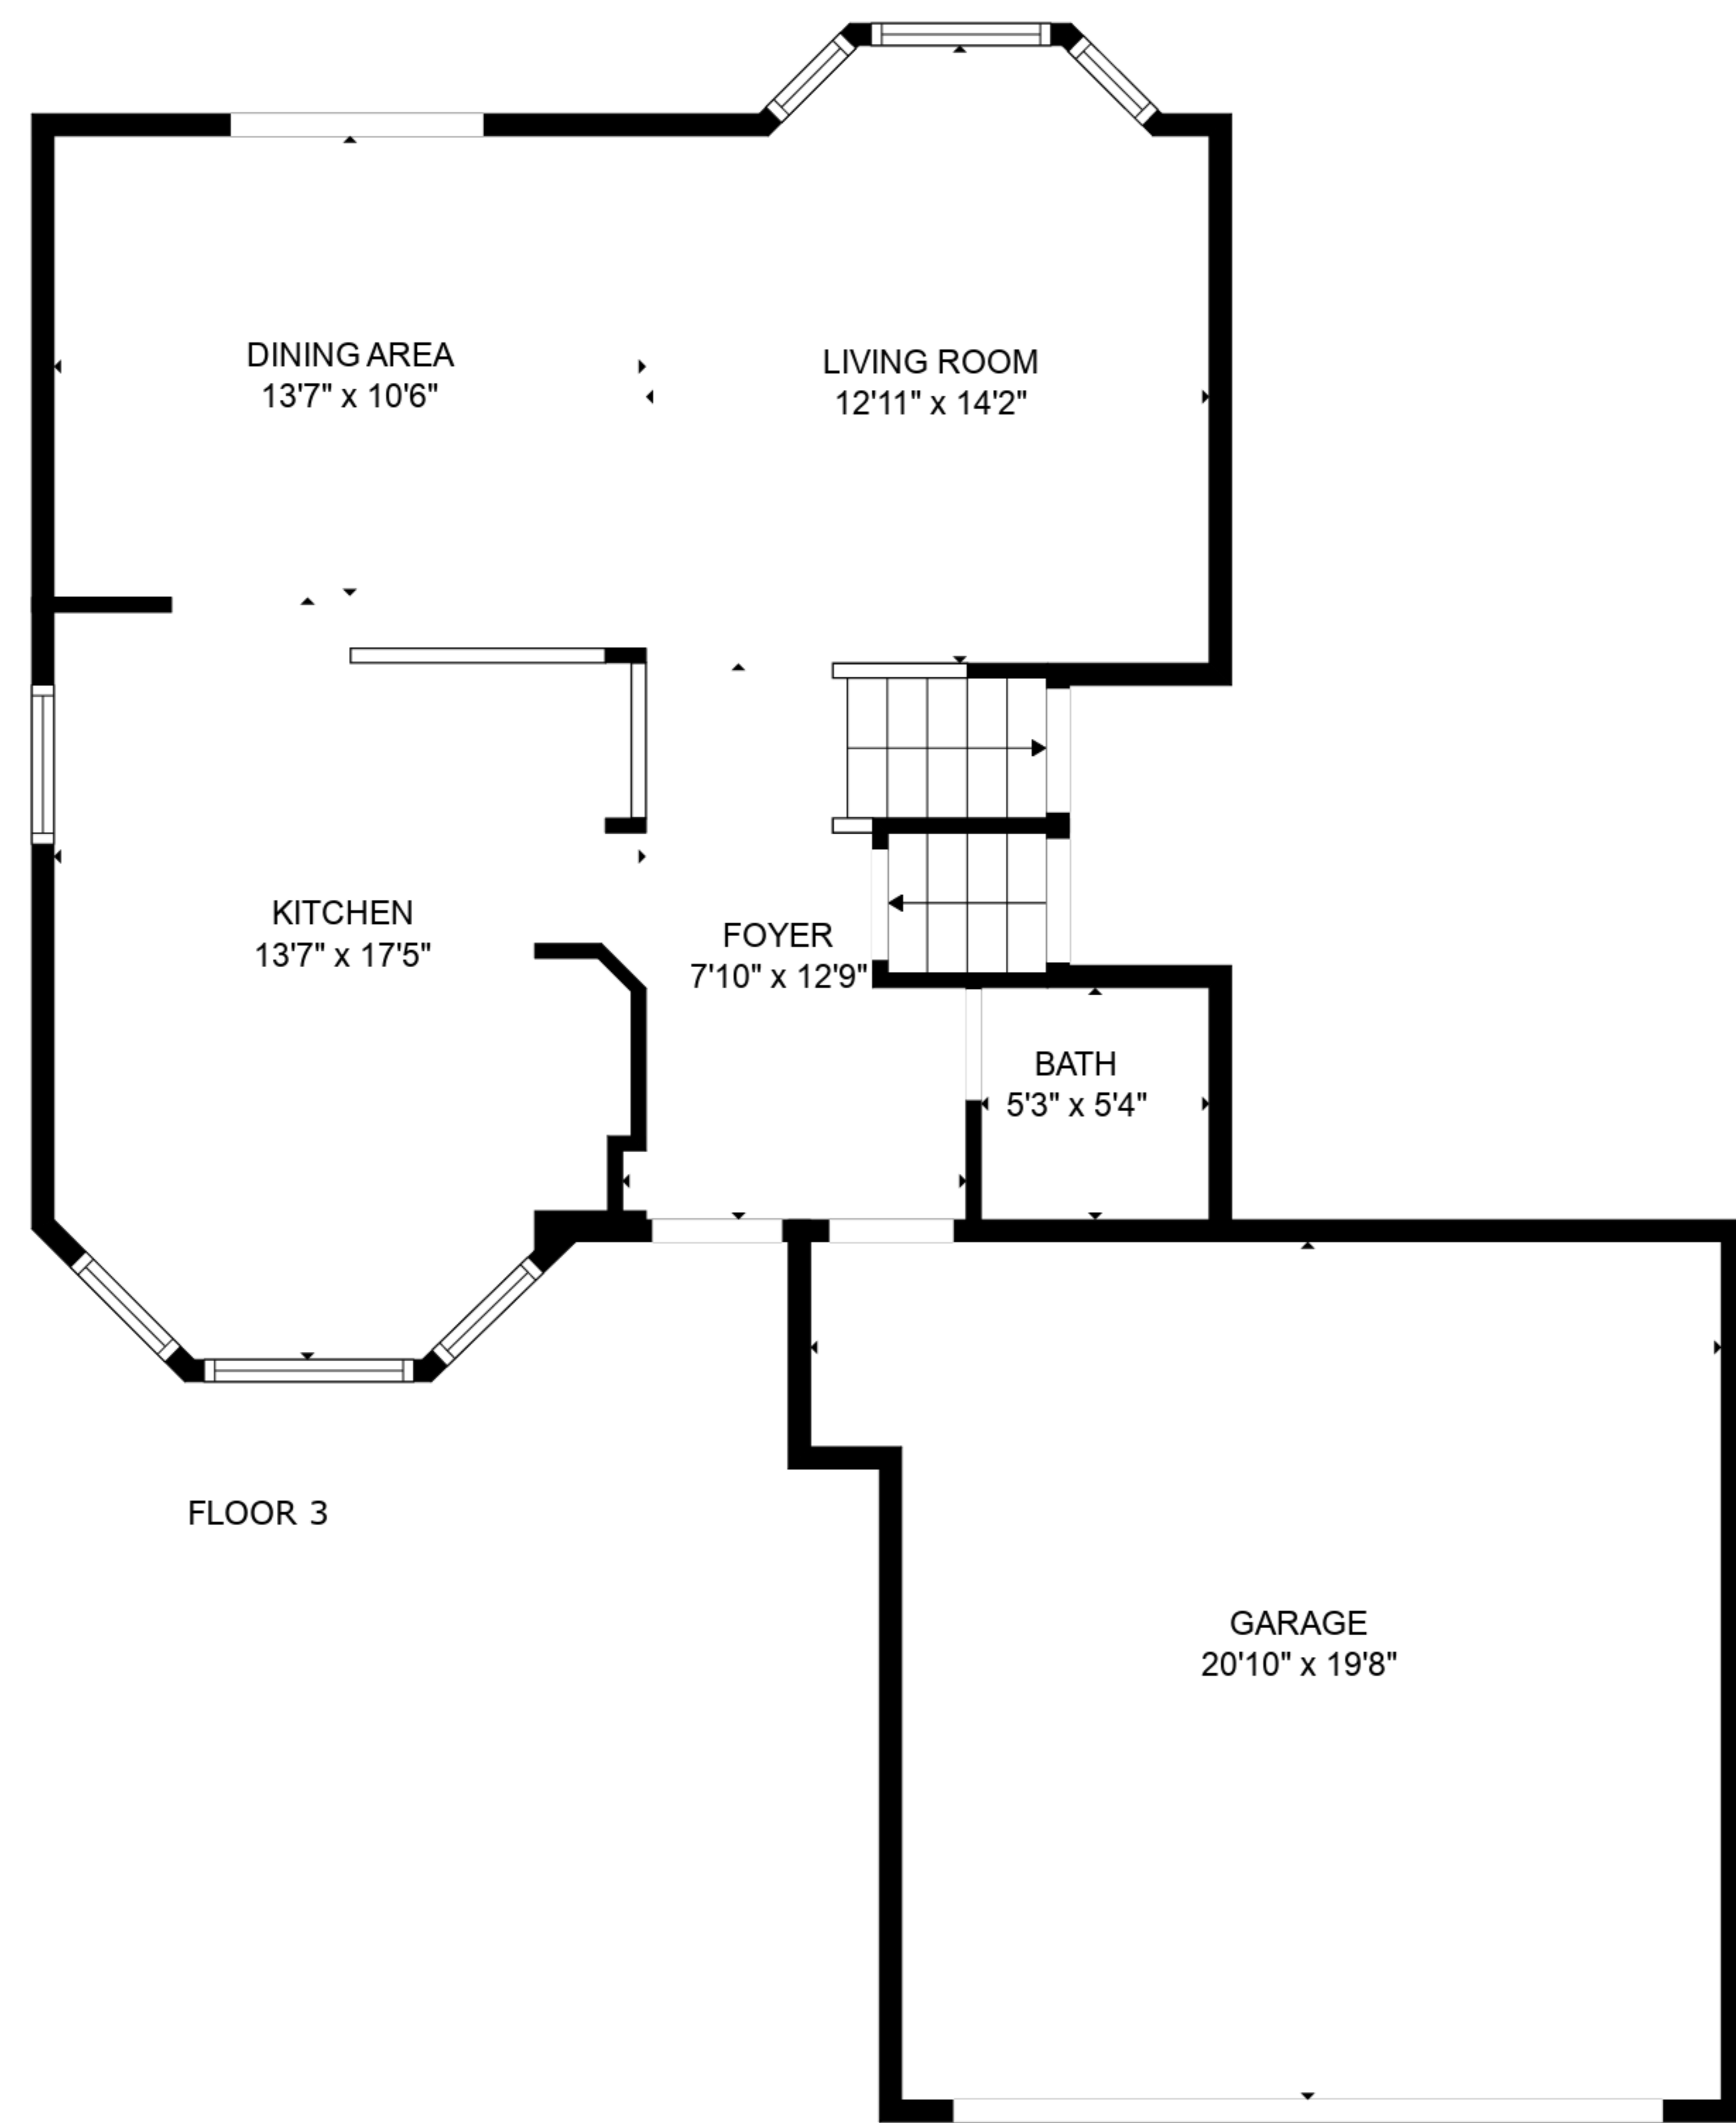 DINING AREA
13'7" x 10'6"
LIVING ROOM
12'11" x 14'2"
KITCHEN
13'7" x 17'5"
FOYER
7'10" x 12'9"
BATH
5'3" x 5'4"
FLOOR 3
GARAGE
20'10" x 19'8"